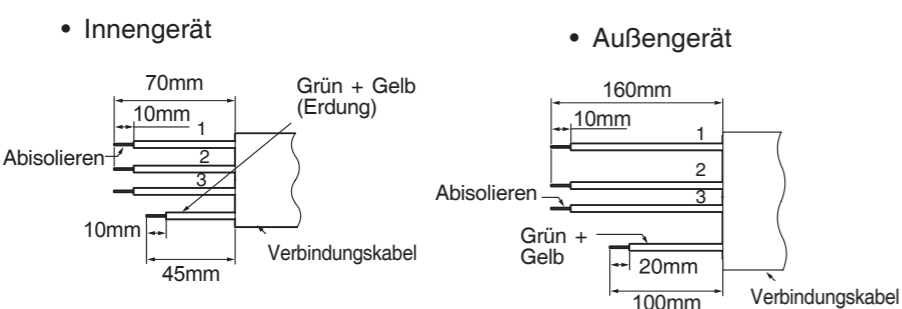 • Innengerät
70mm
Grün + Gelb
(Erdung)
10mm
1
Abisolieren
2
3
10mm
Verbindungskabel
45mm
• Außengerät
160mm
10mm
1
2
Abisolieren
3
Grün +
Gelb
20mm
Verbindungskabel
100mm